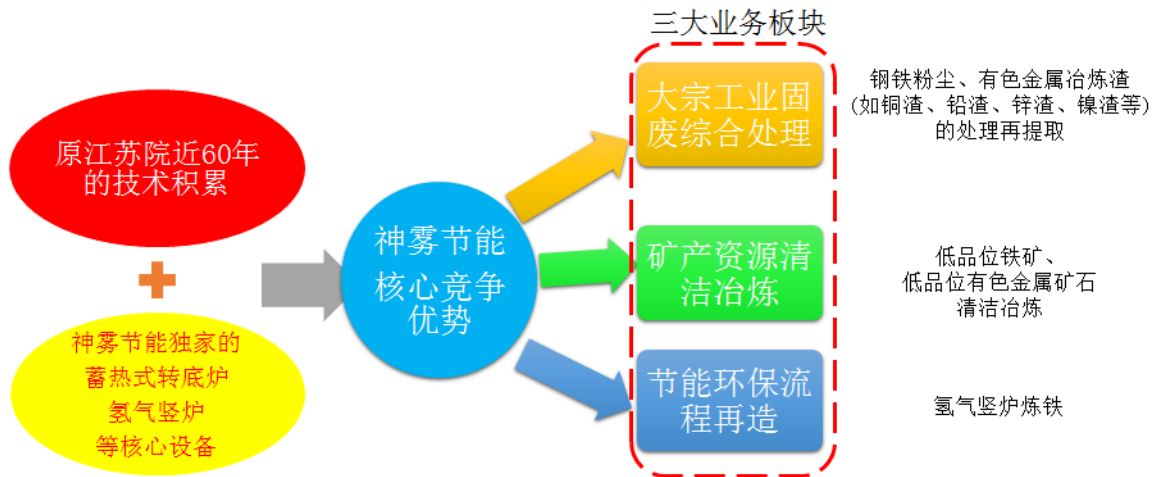 三大业务板块
原江苏院近60年
的技术积累
神雾节能独家的
蓄热式转底炉
氢气竖炉
等核心设备
神雾节能
核心竞争
优势
大宗工业固
废综合处理
钢铁粉尘、有色金属冶炼渣
(如铜渣、铅渣、锌渣、镍渣等)
的处理再提取
矿产资源清
洁冶炼
低品位铁矿、
低品位有色金属矿石
清洁冶炼
节能环保流
程再造
氢气竖炉炼铁